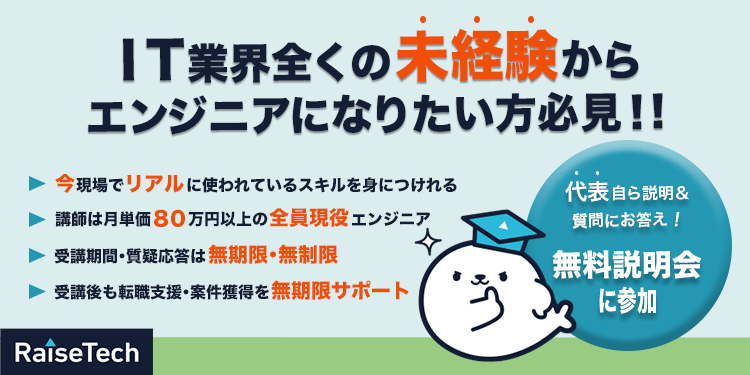 IT業界全くの未経験から
エンジニアになりたい方必見!!
今現場でリアルに使われているスキルを身につけれる
講師は月単価80万円以上の全員現役エンジニア
受講期間・質疑応答は無期限・無制限
受講後も転職支援・案件獲得を無期限サポート
代表自ら説明&
質問にお答え!
無料説明会
に参加
RaiseTech